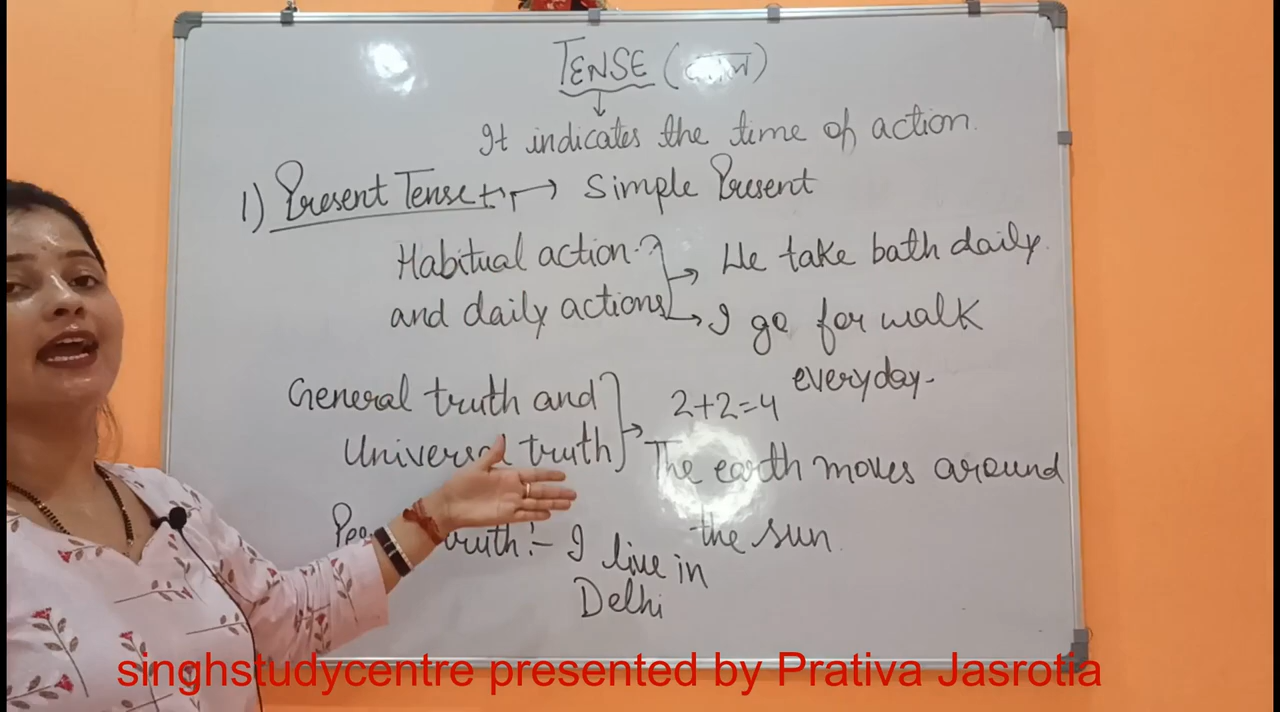 TENSE (काल)
It indicates the time of action.
1) Present Tense → Simple Present
Habitual action
and daily actions
He take bath daily.
I go for walk
everyday.
General truth and
Universal truth
2+2=4
The earth moves around
the sun.
truth:- I live in
Delhi
singhstudycentre presented by Prativa Jasrotia